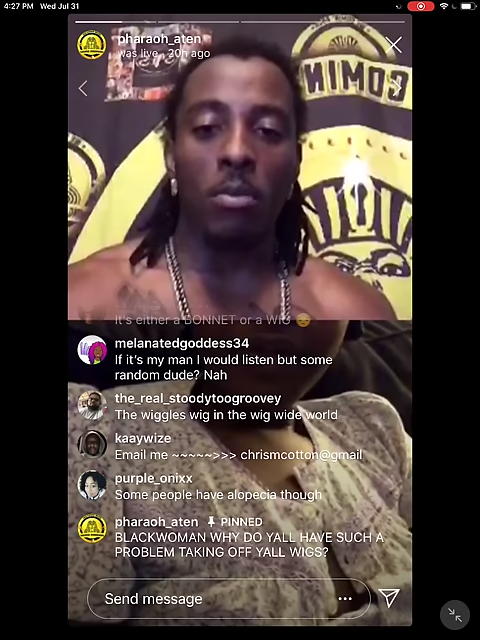 4:27 PM Wed Jul 31
pharaoh_aten
was live · 20h ago
COMIN
It's either a BONNET or a WIG 😔
melanatedgoddess34
If it's my man I would listen but some
random dude? Nah
the_real_stoodytoogroovey
The wiggles wig in the wig wide world
kaaywize
Email me ~~~~~>>> chrismcotton@gmail
purple_onixx
Some people have alopecia though
pharaoh_aten PINNED
BLACKWOMAN WHY DO YALL HAVE SUCH A
PROBLEM TAKING OFF YALL WIGS?
Send message